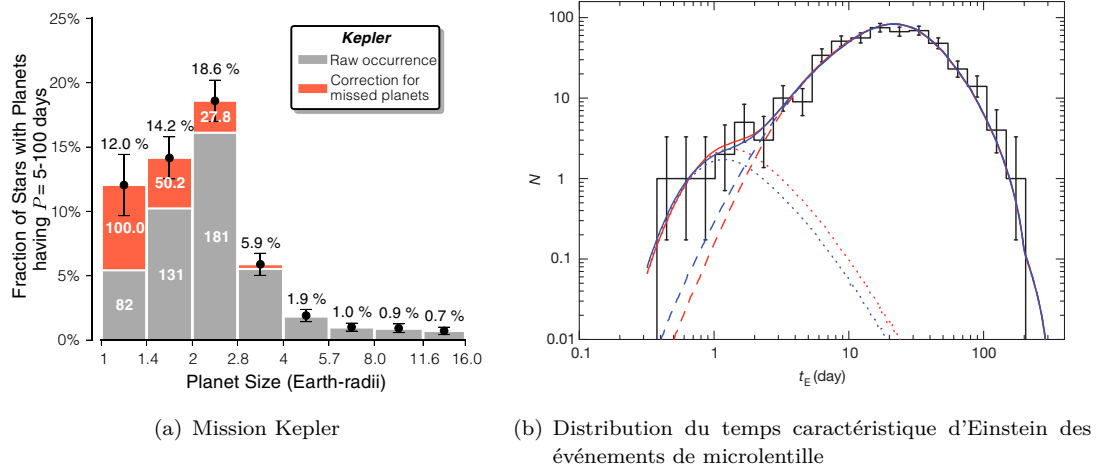 25%
20%
15%
10%
5%
0%
Fraction of Stars with Planets
having P = 5-100 days
Kepler
Raw occurrence
Correction for
missed planets
12.0 %
14.2 %
18.6 %
5.9 %
1.9 %
1.0 %
0.9 %
0.7 %
100.0
50.2
27.8
82
131
181
1 1.4 2 2.8 4 5.7 8.0 11.6 16.0
Planet Size (Earth-radii)
(a) Mission Kepler
100
10
1
0.1
0.01
N
0.1 1 10 100
tE (day)
(b) Distribution du temps caractéristique d'Einstein des
événements de microlentille